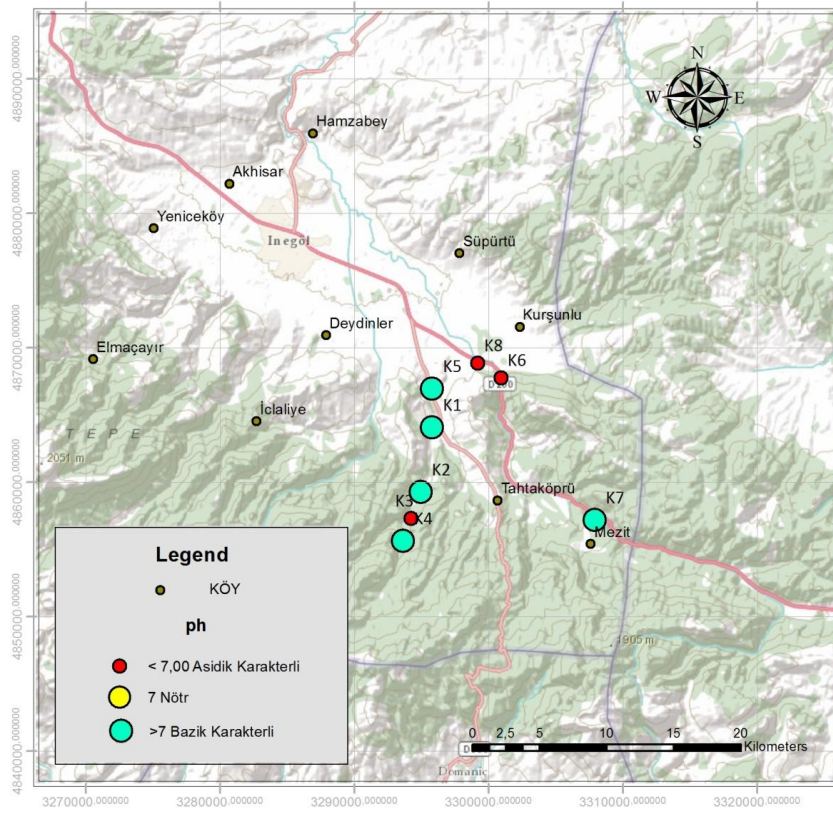 N
W E
S
4890000,000000
4880000,000000
4870000,000000
4860000,000000
4850000,000000
4840000,000000
Hamzabey
Akhisar
Yeniceköy
İnegöl
Süpürtü
Kurşunlu
Deydinler
Elmaçayır
K8
K6
D200
K5
K1
İclaliye
T E P E
2051 m
K2
Tahtaköprü
K3
K4
K7
Mezit
Legend
KÖY
ph
< 7,00 Asidik Karakterli
7 Nötr
>7 Bazik Karakterli
1905 m
0 2,5 5 10 15 20
Kilometers
Domaniç
3270000,000000 3280000,000000 3290000,000000 3300000,000000 3310000,000000 3320000,000000